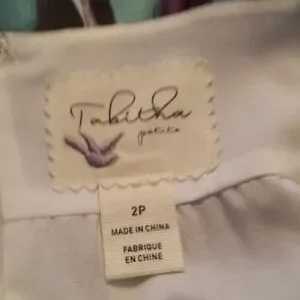 Tabitha
petite
2P
MADE IN CHINA
FABRIQUE
EN CHINE